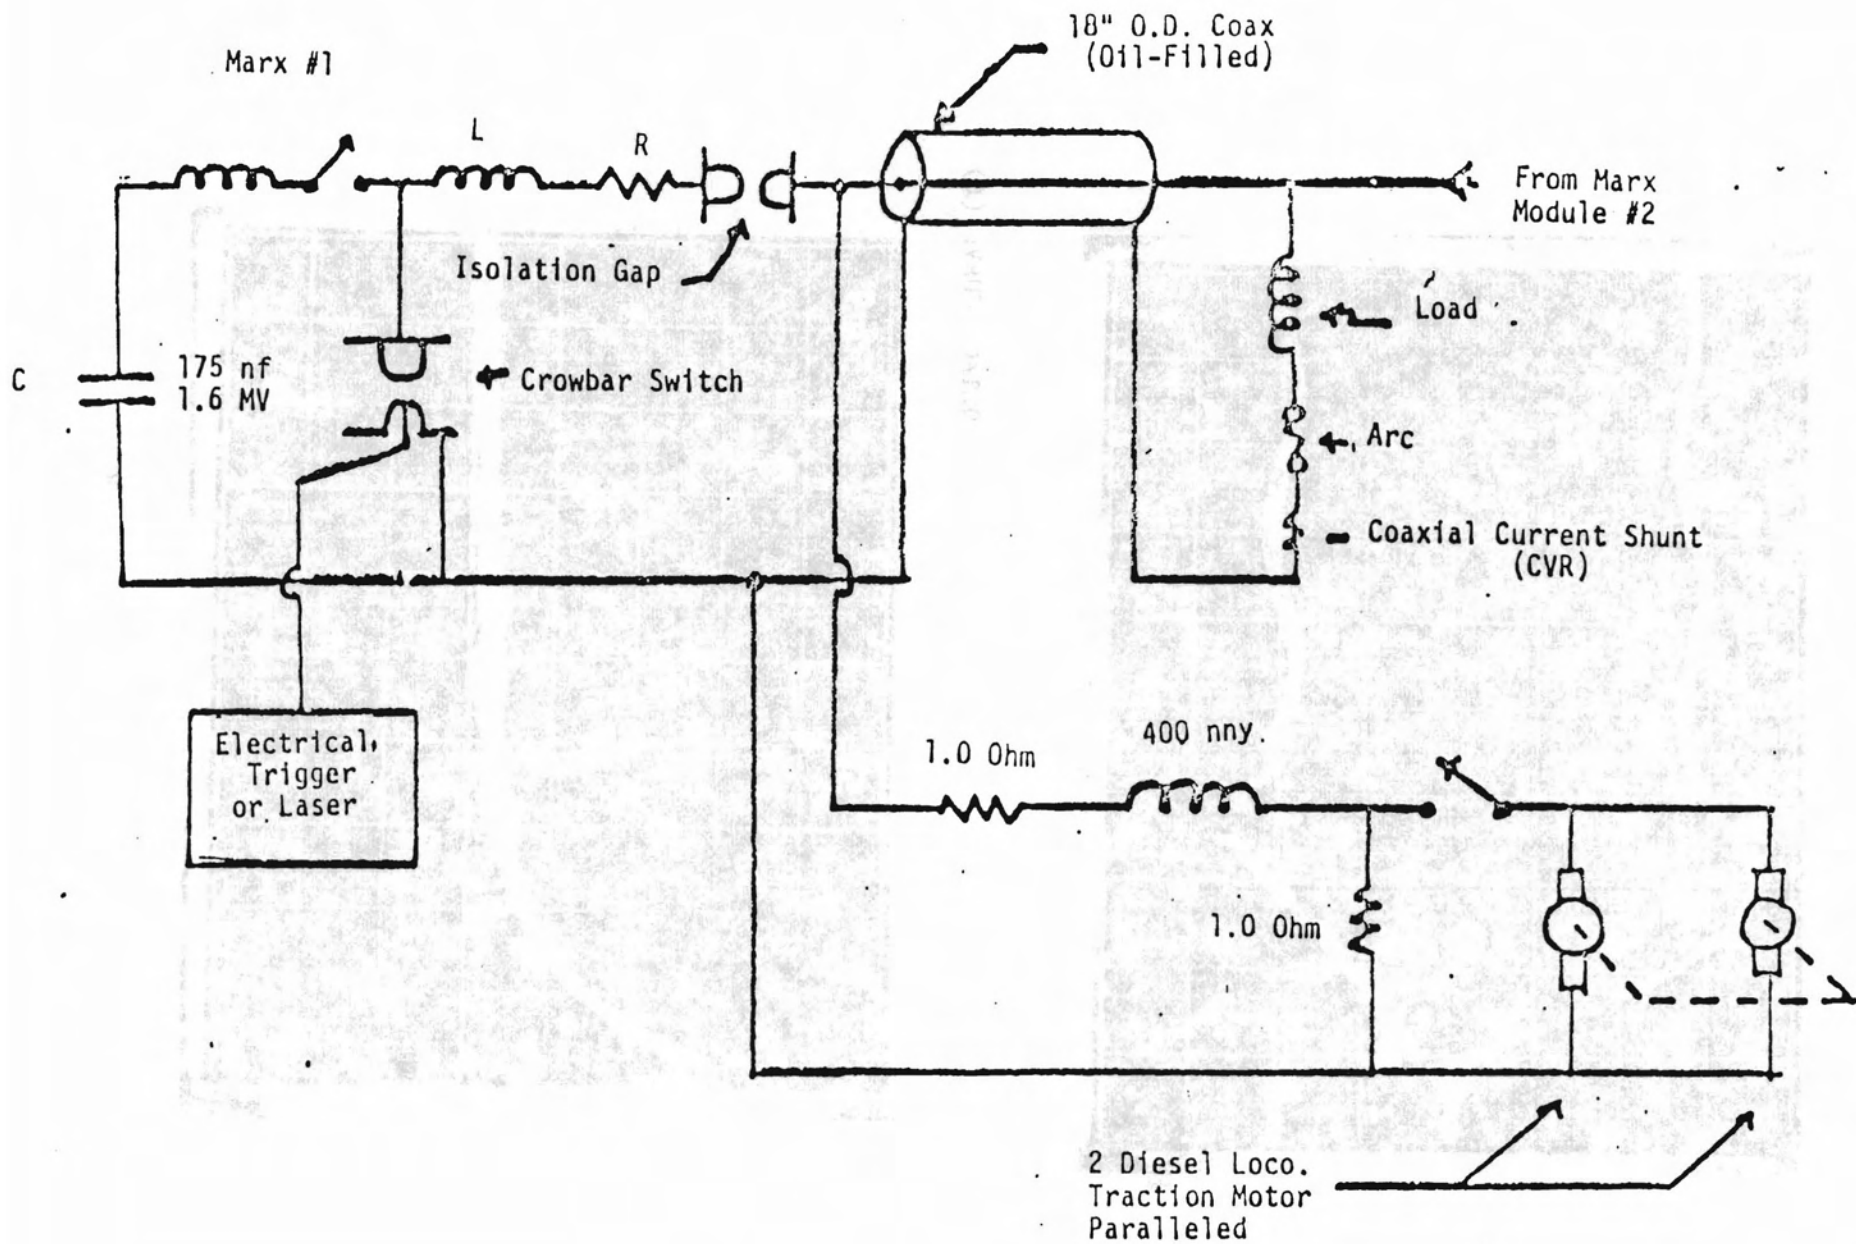 18" O.D. Coax
(Oil-Filled)
Marx #1
L
R
From Marx
Module #2
Isolation Gap
Load
C
175 nf
1.6 MV
Crowbar Switch
Arc
Coaxial Current Shunt
(CVR)
Electrical
Trigger
or Laser
1.0 Ohm
400 nny.
1.0 Ohm
2 Diesel Loco.
Traction Motor
Paralleled